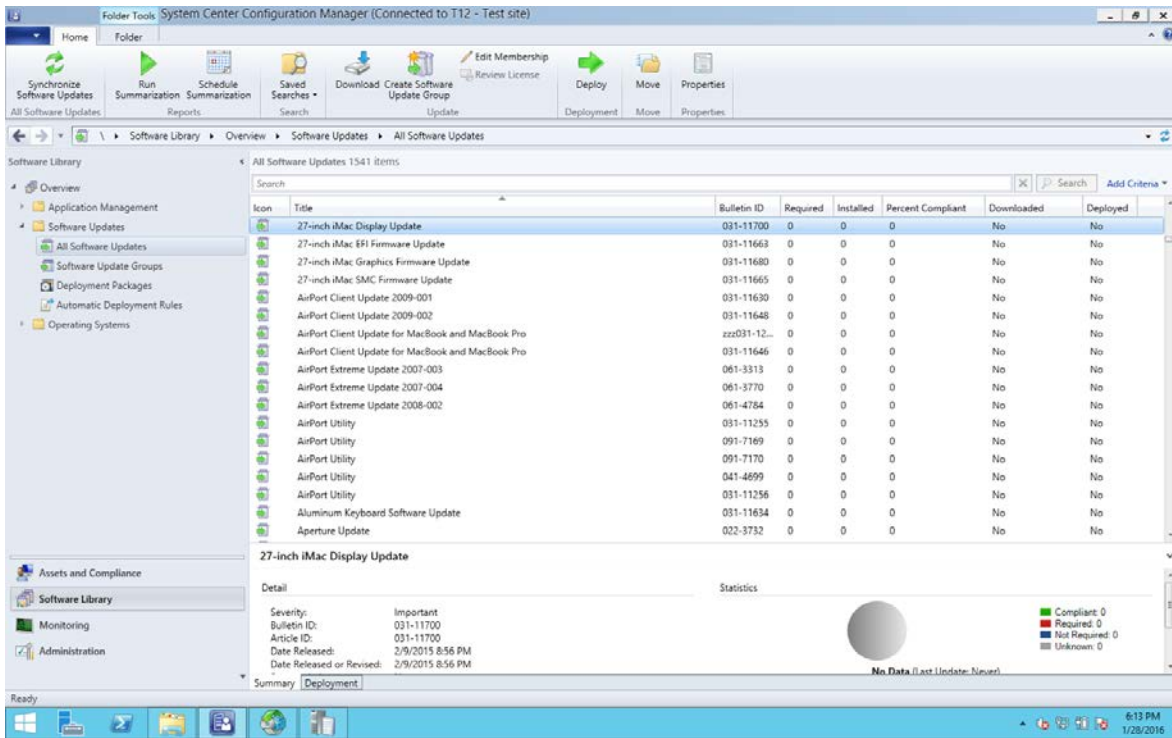 Folder Tools System Center Configuration Manager (Connected to T12 - Test site)
Home Folder
Synchronize Software Updates
Run Summarization
Schedule Summarization
Saved Searches
Download
Create Software Update Group
Edit Membership
Review License
Deploy
Move
Properties
All Software Updates Reports Search Update Deployment Move Properties
\ Software Library Overview Software Updates All Software Updates
Software Library
Overview
Application Management
Software Updates
All Software Updates
Software Update Groups
Deployment Packages
Automatic Deployment Rules
Operating Systems
Assets and Compliance
Software Library
Monitoring
Administration
All Software Updates 1541 items
Search Search Add Criteria
Icon Title Bulletin ID Required Installed Percent Compliant Downloaded Deployed
27-inch iMac Display Update 031-11700 0 0 0 No No
27-inch iMac EFI Firmware Update 031-11663 0 0 0 No No
27-inch iMac Graphics Firmware Update 031-11680 0 0 0 No No
27-inch iMac SMC Firmware Update 031-11665 0 0 0 No No
AirPort Client Update 2009-001 031-11630 0 0 0 No No
AirPort Client Update 2009-002 031-11648 0 0 0 No No
AirPort Client Update for MacBook and MacBook Pro zzz031-12... 0 0 0 No No
AirPort Client Update for MacBook and MacBook Pro 031-11646 0 0 0 No No
AirPort Extreme Update 2007-003 061-3313 0 0 0 No No
AirPort Extreme Update 2007-004 061-3770 0 0 0 No No
AirPort Extreme Update 2008-002 061-4784 0 0 0 No No
AirPort Utility 031-11255 0 0 0 No No
AirPort Utility 091-7169 0 0 0 No No
AirPort Utility 091-7170 0 0 0 No No
AirPort Utility 041-4699 0 0 0 No No
AirPort Utility 031-11256 0 0 0 No No
Aluminum Keyboard Software Update 031-11634 0 0 0 No No
Aperture Update 022-3732 0 0 0 No No
27-inch iMac Display Update
Detail
Severity: Important
Bulletin ID: 031-11700
Article ID: 031-11700
Date Released: 2/9/2015 8:56 PM
Date Released or Revised: 2/9/2015 8:56 PM
Statistics
Compliant: 0
Required: 0
Not Required: 0
Unknown: 0
No Data (Last Update: Never)
Summary Deployment
Ready
6:13 PM
1/28/2016